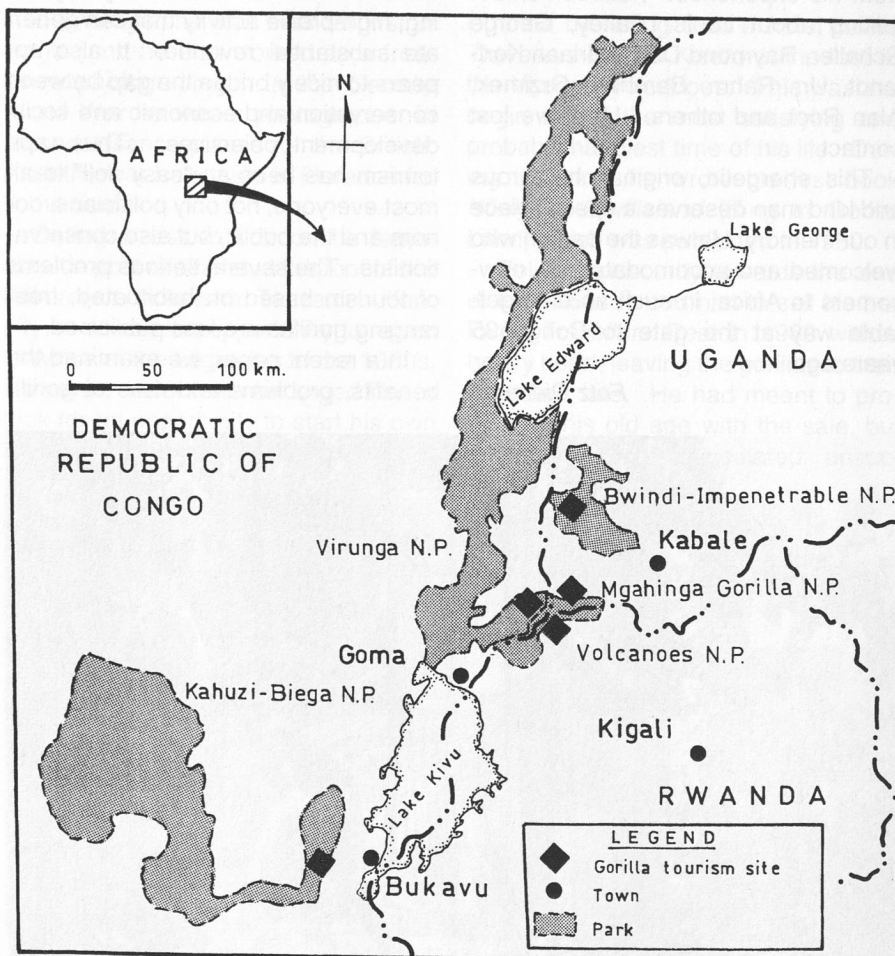 AFRICA
N
Lake George
Lake Edward
UGANDA
0 50 100 km.
DEMOCRATIC
REPUBLIC OF
CONGO
Bwindi-Impenetrable N.P.
Virunga N.P.
Kabale
Mgahinga Gorilla N.P.
Goma
Volcanoes N.P.
Kahuzi-Biega N.P.
Kigali
Lake Kivu
RWANDA
Bukavu
LEGEND
Gorilla tourism site
Town
Park